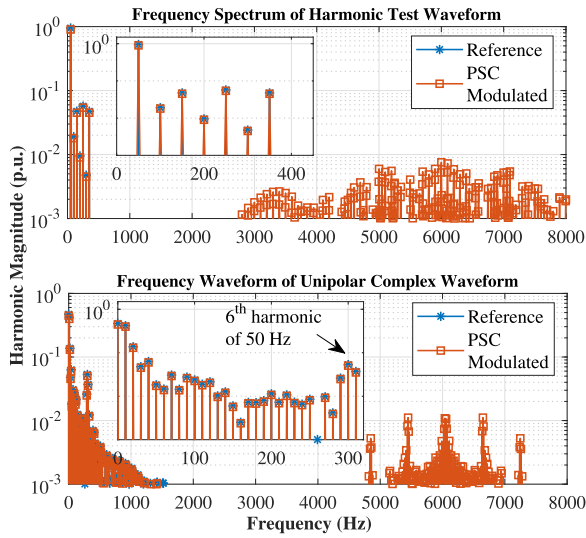 Frequency Spectrum of Harmonic Test Waveform
Harmonic Magnitude (p.u.)
10^0
10^-1
10^-2
10^-3
10^0
0 200 400
Reference
PSC
Modulated
0 1000 2000 3000 4000 5000 6000 7000 8000
Frequency Waveform of Unipolar Complex Waveform
10^0
10^-1
10^-2
10^-3
10^0
6th harmonic
of 50 Hz
0 100 200 300
Reference
PSC
Modulated
0 1000 2000 3000 4000 5000 6000 7000 8000
Frequency (Hz)